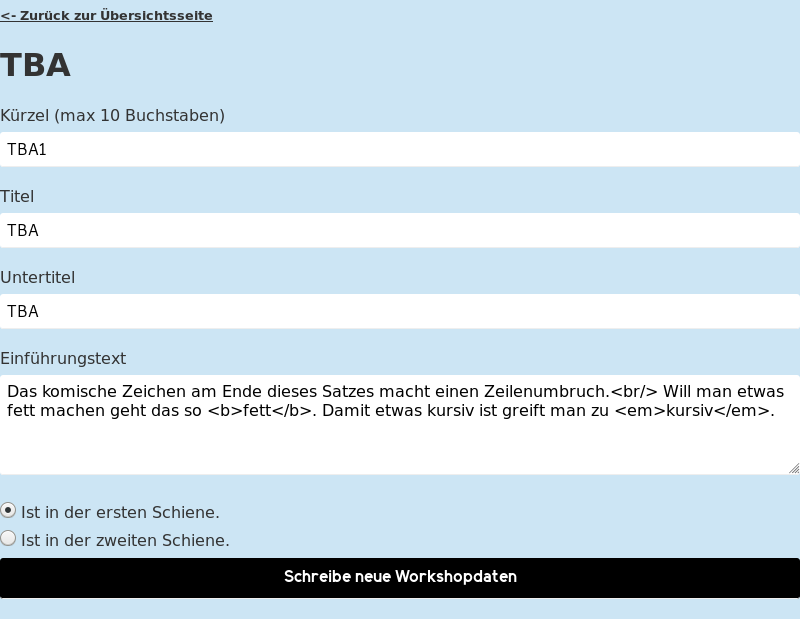 <- Zurück zur Übersichtsseite
TBA
Kürzel (max 10 Buchstaben)
TBA1
Titel
TBA
Untertitel
TBA
Einführungstext
Das komische Zeichen am Ende dieses Satzes macht einen Zeilenumbruch.<br/> Will man etwas
fett machen geht das so <b>fett</b>. Damit etwas kursiv ist greift man zu <em>kursiv</em>.
Ist in der ersten Schiene.
Ist in der zweiten Schiene.
Schreibe neue Workshopdaten